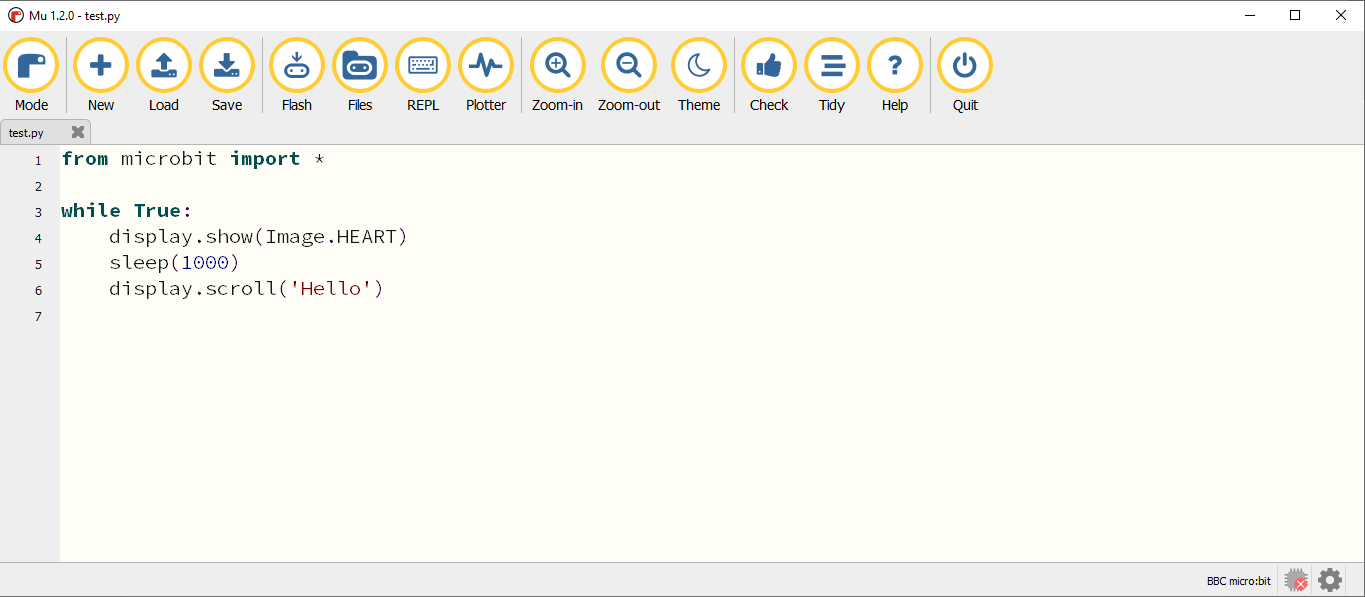 Mu 1.2.0 - test.py
Mode New Load Save Flash Files REPL Plotter Zoom-in Zoom-out Theme Check Tidy Help Quit
test.py
1 from microbit import *
2
3 while True:
4     display.show(Image.HEART)
5     sleep(1000)
6     display.scroll('Hello')
7
BBC micro:bit